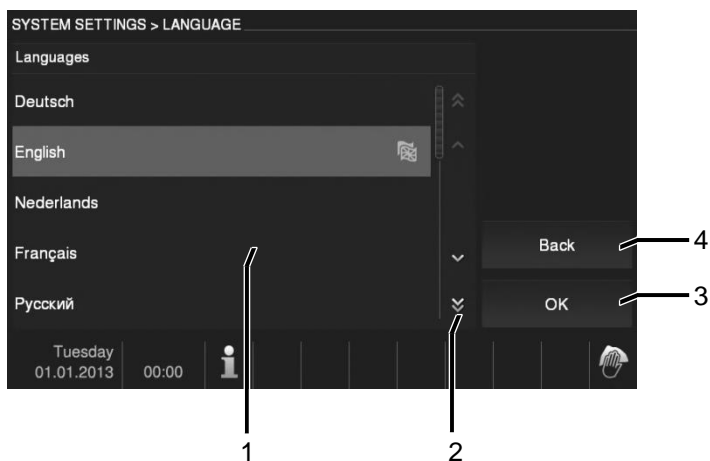 SYSTEM SETTINGS > LANGUAGE
Languages
Deutsch
English
Nederlands
Français
Русский
Back
OK
4
3
Tuesday
01.01.2013
00:00
i
1
2